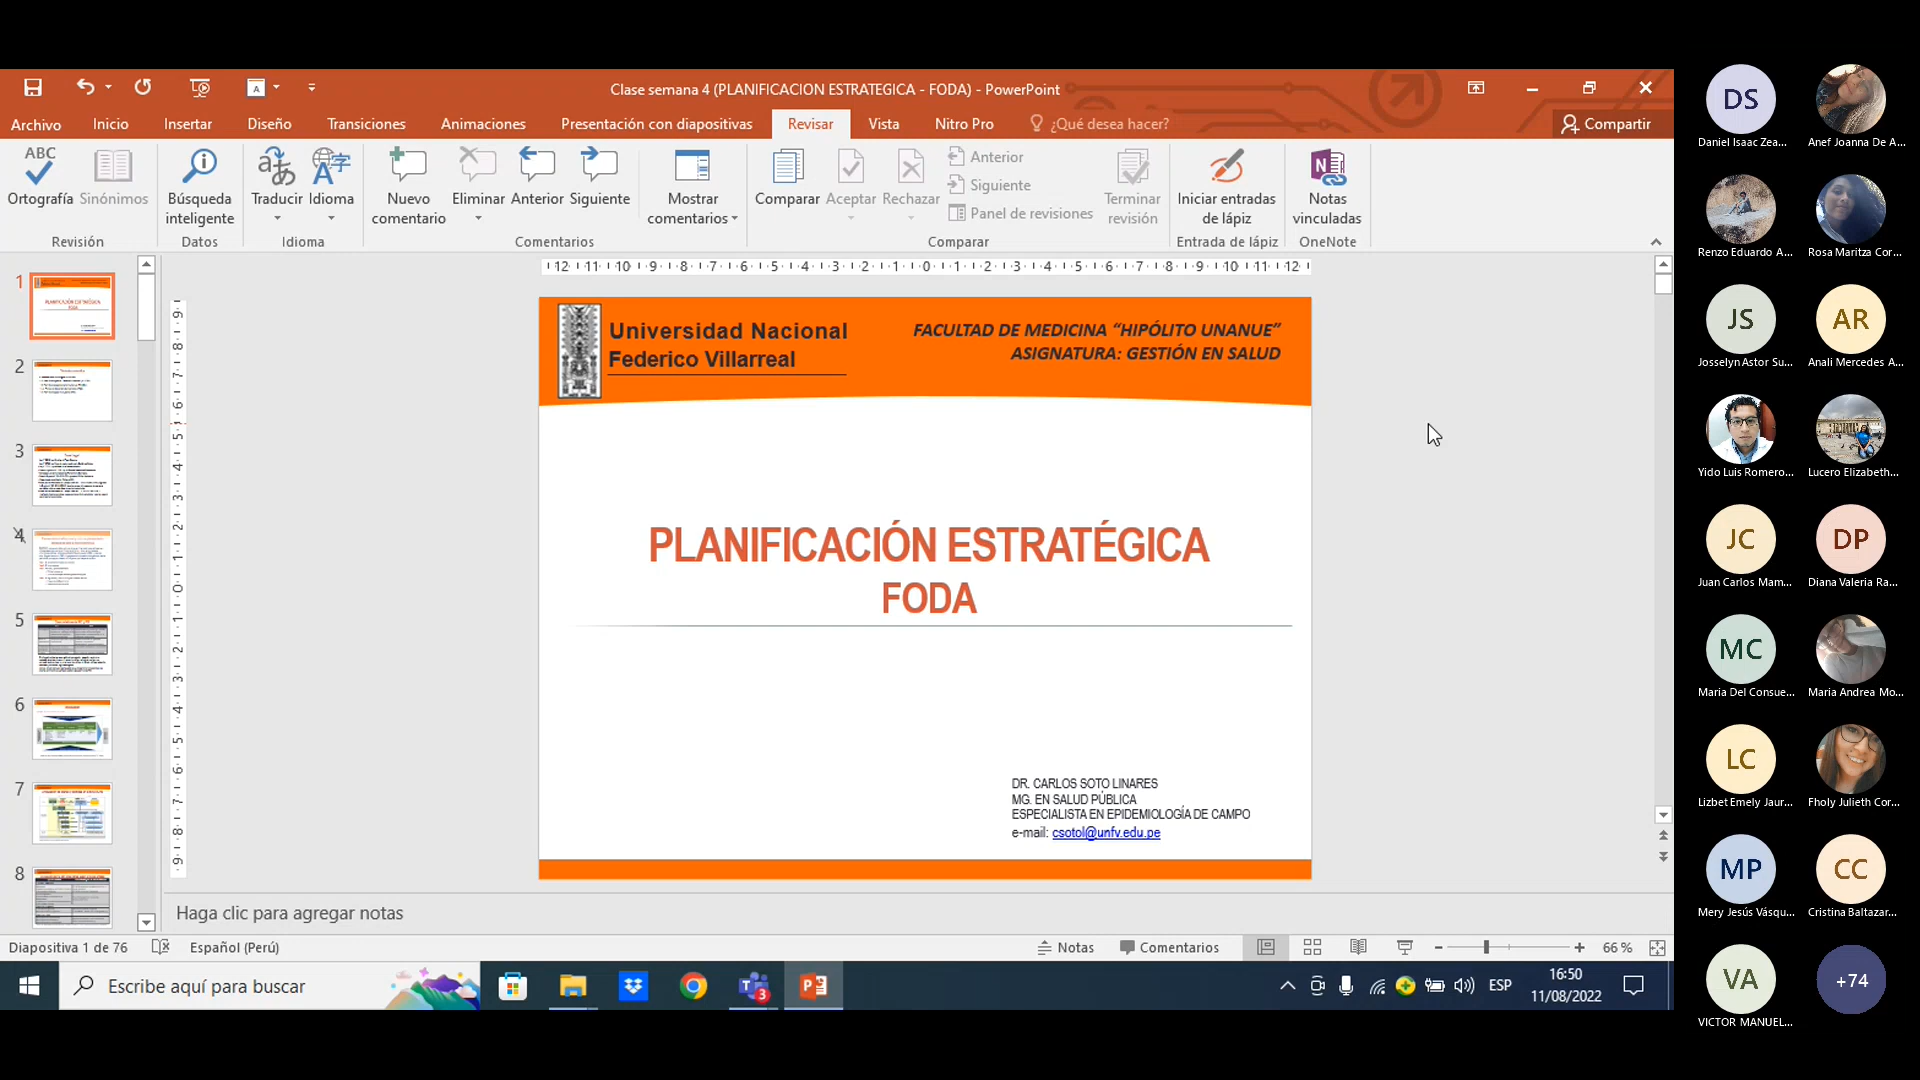 Clase semana 4 (PLANIFICACION ESTRATEGICA - FODA) - PowerPoint
Archivo
Inicio
Insertar
Diseño
Transiciones
Animaciones
Presentación con diapositivas
Revisar
Vista
Nitro Pro
¿Qué desea hacer?
Compartir
ABC
Ortografía
Sinónimos
Búsqueda inteligente
Traducir
Idioma
Nuevo comentario
Eliminar
Anterior
Siguiente
Mostrar comentarios
Comparar
Aceptar
Rechazar
Anterior
Siguiente
Panel de revisiones
Terminar revisión
Iniciar entradas de lápiz
Notas vinculadas
Revisión
Datos
Idioma
Comentarios
Comparar
Entrada de lápiz
OneNote
1
2
3
4
5
6
7
8
Universidad Nacional
Federico Villarreal
FACULTAD DE MEDICINA “HIPÓLITO UNANUE”
ASIGNATURA: GESTIÓN EN SALUD
PLANIFICACIÓN ESTRATÉGICA
FODA
DR. CARLOS SOTO LINARES
MG. EN SALUD PÚBLICA
ESPECIALISTA EN EPIDEMIOLOGÍA DE CAMPO
e-mail: csotol@unfv.edu.pe
Haga clic para agregar notas
Diapositiva 1 de 76
Español (Perú)
Notas
Comentarios
66 %
Escribe aquí para buscar
3
ESP
16:50
11/08/2022
DS
Daniel Isaac Zea...
Anef Joanna De A...
Renzo Eduardo A...
Rosa Maritza Cor...
JS
Josselyn Astor Su...
AR
Anali Mercedes A...
Yido Luis Romero...
Lucero Elizabeth...
JC
Juan Carlos Mam...
DP
Diana Valeria Ra...
MC
Maria Del Consue...
Maria Andrea Mo...
LC
Lizbet Emely Jaur...
Fholy Julieth Cor...
MP
Mery Jesús Vásqu...
CC
Cristina Baltazar...
VA
VICTOR MANUEL...
+74